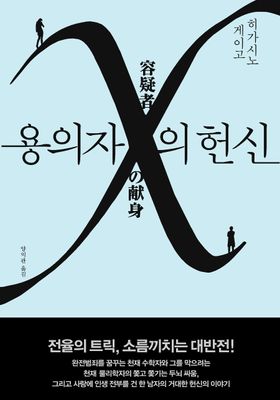 히가시노
게이고
容疑者
용의자X의 헌신
の献身
양억관 옮김
전율의 트릭, 소름끼치는 대반전!
완전범죄를 꿈꾸는 천재 수학자와 그를 막으려는
천재 물리학자의 쫓고 쫓기는 두뇌 싸움,
그리고 사랑에 인생 전부를 건 한 남자의 거대한 헌신의 이야기